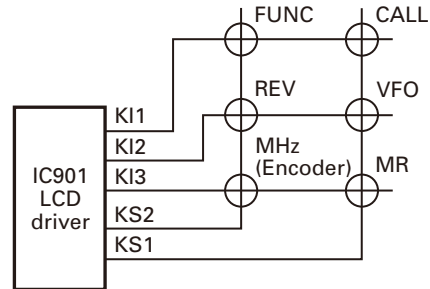 FUNC
CALL
REV
VFO
MHz
(Encoder)
MR
KI1
KI2
KI3
KS2
KS1
IC901
LCD
driver